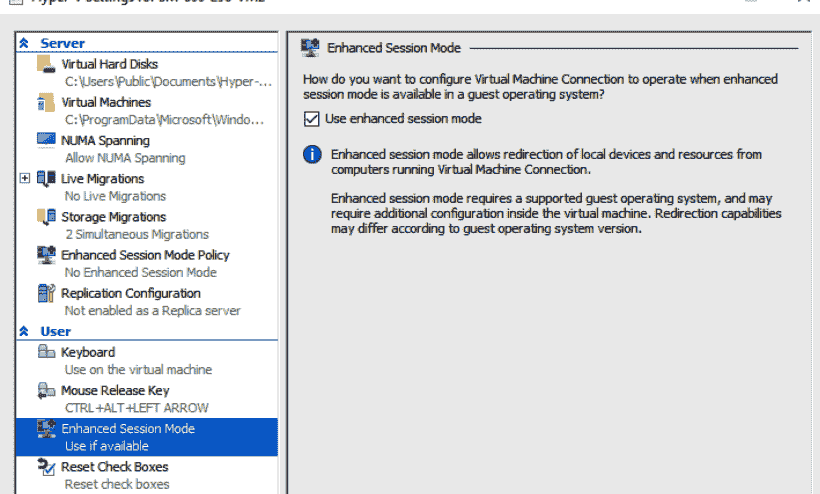 Server
Virtual Hard Disks
C:\Users\Public\Documents\Hyper-...
Virtual Machines
C:\ProgramData\Microsoft\Windo...
NUMA Spanning
Allow NUMA Spanning
Live Migrations
No Live Migrations
Storage Migrations
2 Simultaneous Migrations
Enhanced Session Mode Policy
No Enhanced Session Mode
Replication Configuration
Not enabled as a Replica server
User
Keyboard
Use on the virtual machine
Mouse Release Key
CTRL+ALT+LEFT ARROW
Enhanced Session Mode
Use if available
Reset Check Boxes
Reset check boxes
Enhanced Session Mode
How do you want to configure Virtual Machine Connection to operate when enhanced
session mode is available in a guest operating system?
Use enhanced session mode
Enhanced session mode allows redirection of local devices and resources from
computers running Virtual Machine Connection.
Enhanced session mode requires a supported guest operating system, and may
require additional configuration inside the virtual machine. Redirection capabilities
may differ according to guest operating system version.